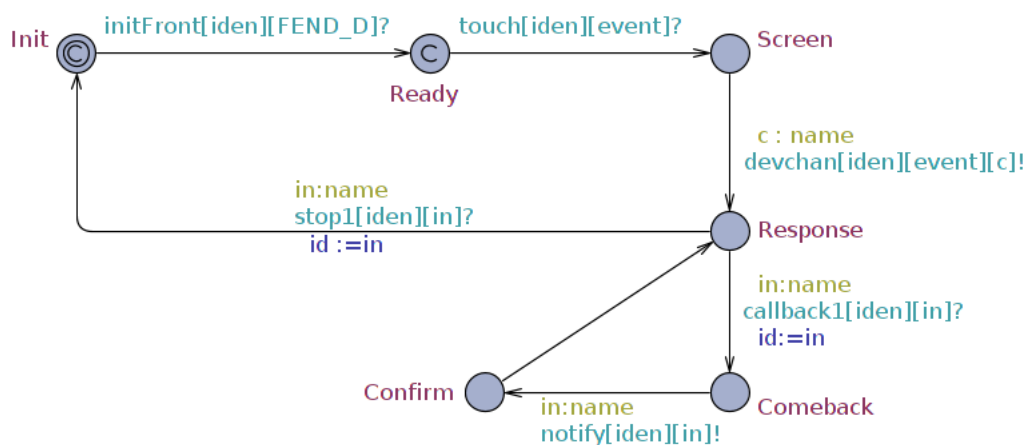 initFront[iden][FEND_D]?
touch[iden][event]?
Init
C
C
Screen
Ready
c : name
devchan[iden][event][c]!
in:name
stop1[iden][in]?
id :=in
Response
in:name
callback1[iden][in]?
id:=in
Confirm
Comeback
in:name
notify[iden][in]!